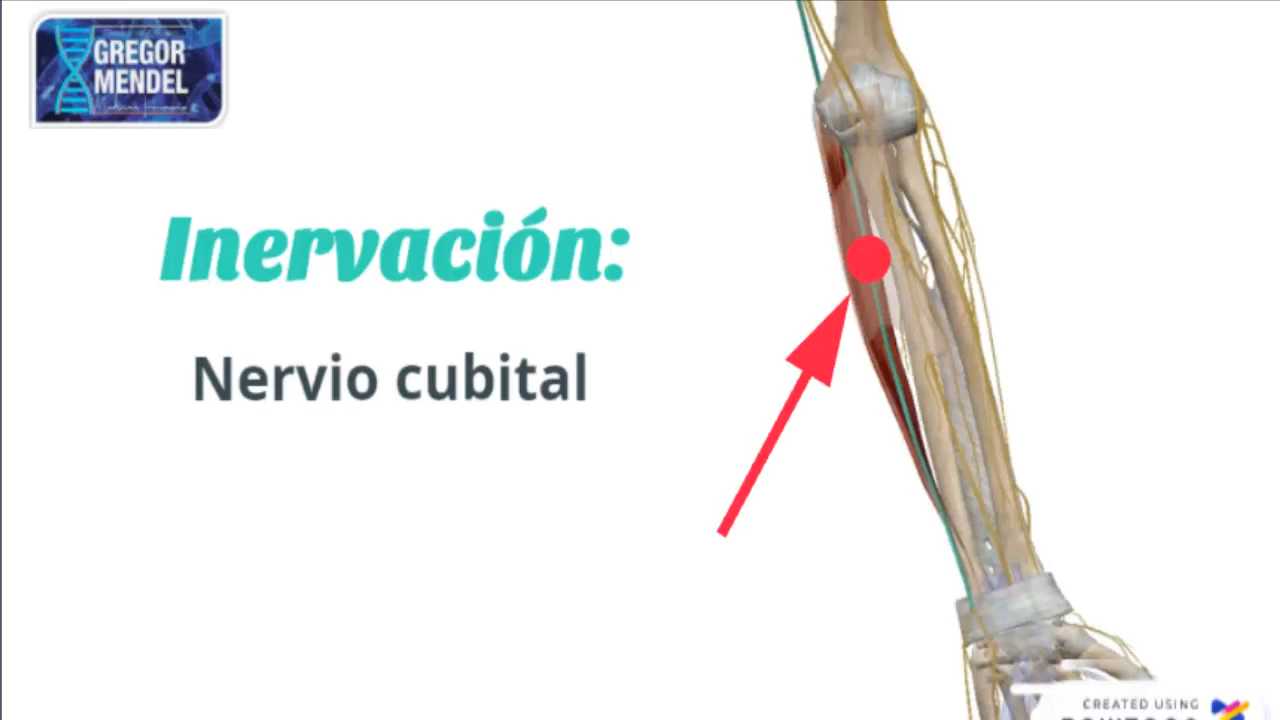 GREGOR
MENDEL
Inervación:
Nervio cubital
CREATED USING